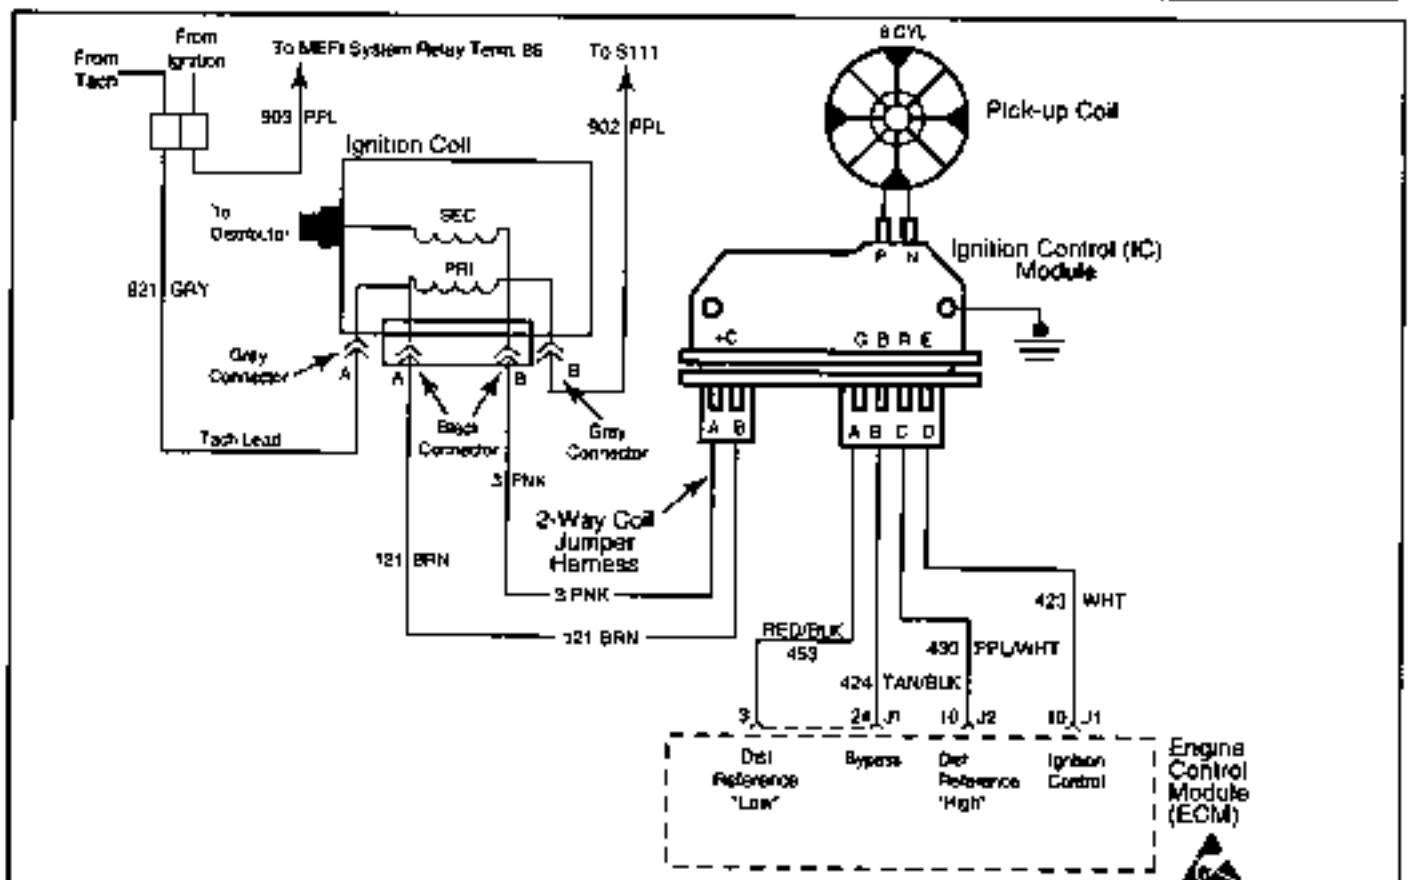 From
Tach
From
Ignition
To MEFI System Relay Term. 86
903 PPL
To S111
902 PPL
8 CYL
Pick-up Coil
Ignition Coil
To
Distributor
SEC
PRI
821 GRY
Gray
Connector
A
A
B
B
Black
Connector
Gray
Connector
Tach Lead
3 PNK
121 BRN
2-Way Coil
Jumper
Harness
3 PNK
121 BRN
Ignition Control (IC)
Module
P N
+C
G B R E
A B
A B C D
RED/BLK
453
424 TAN/BLK
430 PPL/WHT
423 WHT
3
24 J1
10 J2
10 J1
Dist
Reference
"Low"
Bypass
Dist
Reference
"High"
Ignition
Control
Engine
Control
Module
(ECM)